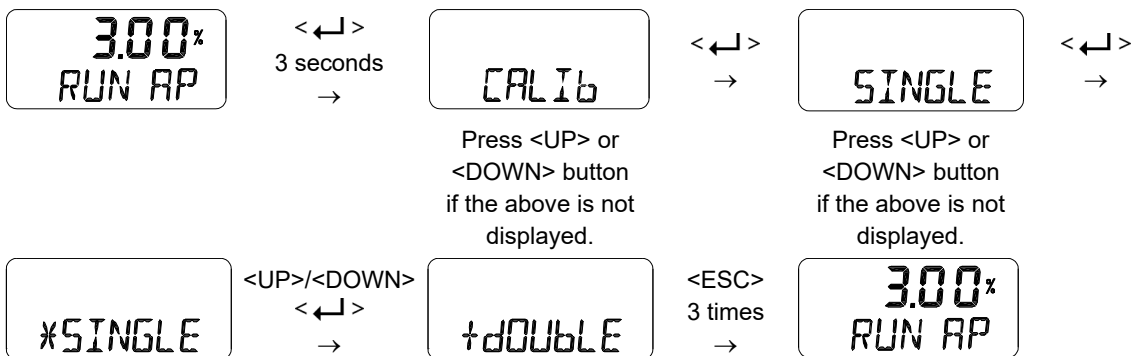 3.00%
RUN AP
<↵>
3 seconds
→
CALIb
<↵>
→
SINGLE
<↵>
→
Press <UP> or
<DOWN> button
if the above is not
displayed.
Press <UP> or
<DOWN> button
if the above is not
displayed.
*SINGLE
<UP>/<DOWN>
<↵>
→
+dOUbLE
<ESC>
3 times
→
3.00%
RUN AP